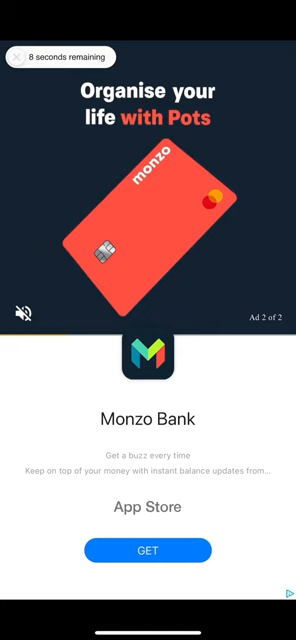 8 seconds remaining
Organise your
life with Pots
monzo
Ad 2 of 2
Monzo Bank
Get a buzz every time
Keep on top of your money with instant balance updates from...
App Store
GET